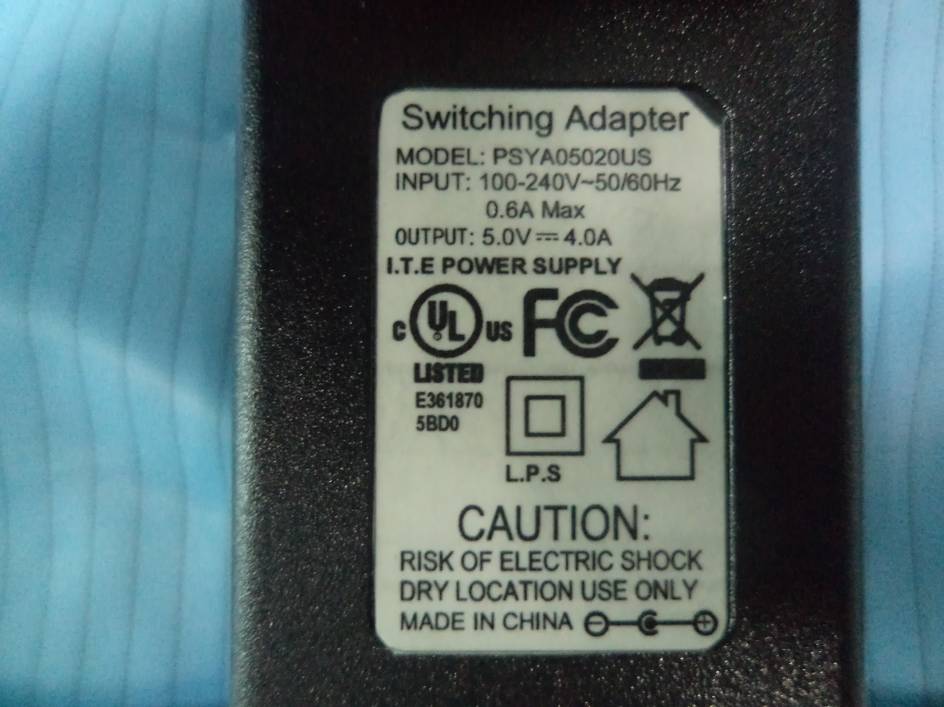 Switching Adapter
MODEL: PSYA05020US
INPUT: 100-240V~50/60Hz
0.6A Max
OUTPUT: 5.0V⎓4.0A
I.T.E POWER SUPPLY
C UL US FC
LISTED
E361870
5BD0
L.P.S
CAUTION:
RISK OF ELECTRIC SHOCK
DRY LOCATION USE ONLY
MADE IN CHINA